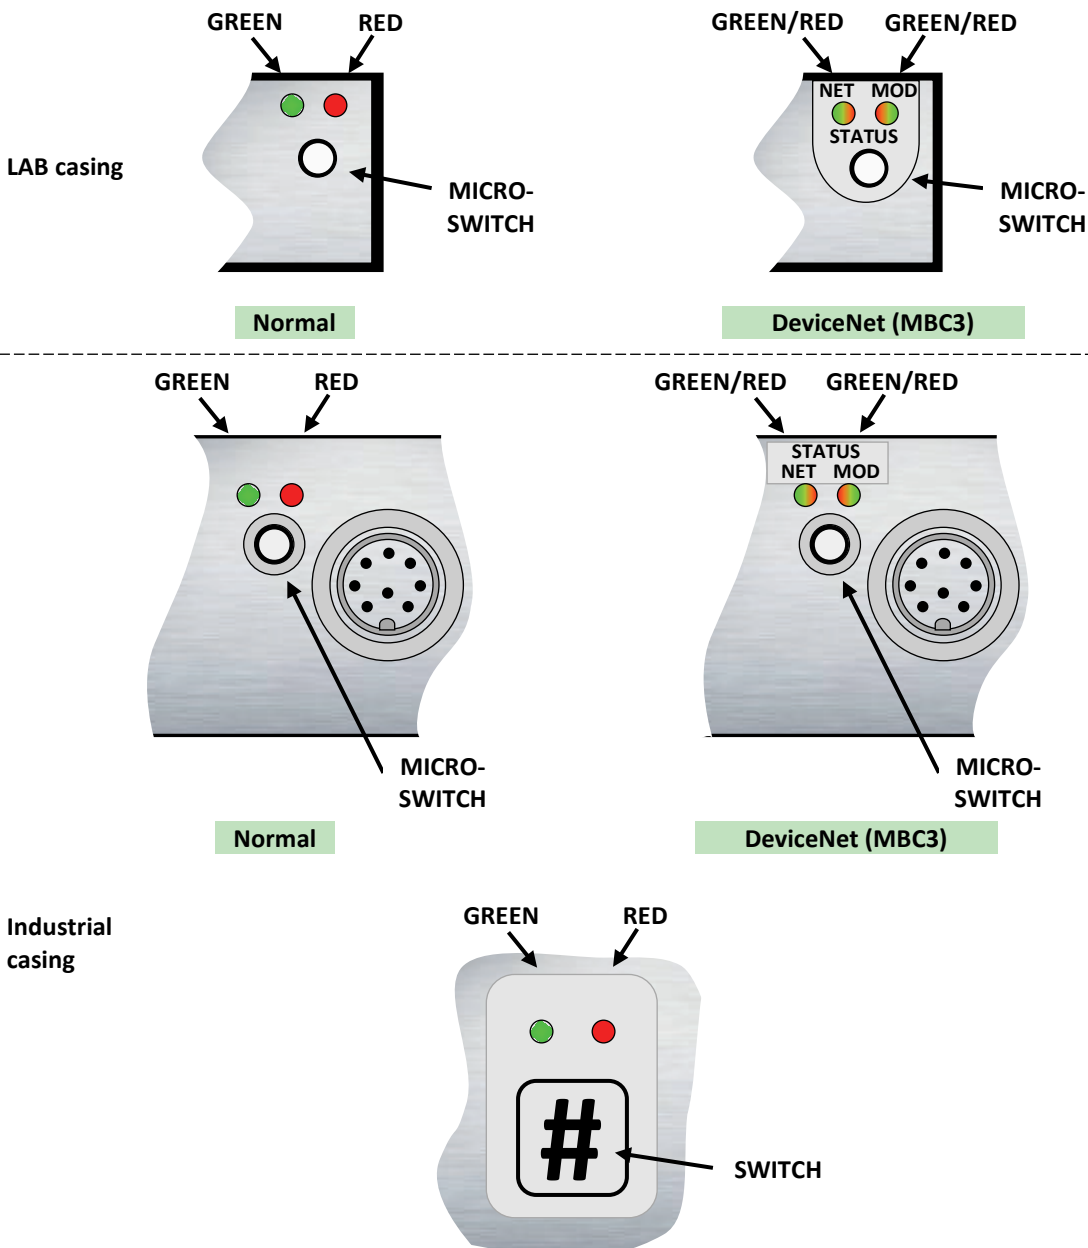 GREEN RED GREEN/RED GREEN/RED
NET MOD
STATUS
LAB casing
MICRO-
SWITCH
MICRO-
SWITCH
Normal DeviceNet (MBC3)
GREEN RED GREEN/RED GREEN/RED
STATUS
NET MOD
MICRO-
SWITCH
MICRO-
SWITCH
Normal DeviceNet (MBC3)
Industrial
casing
GREEN RED
#
SWITCH